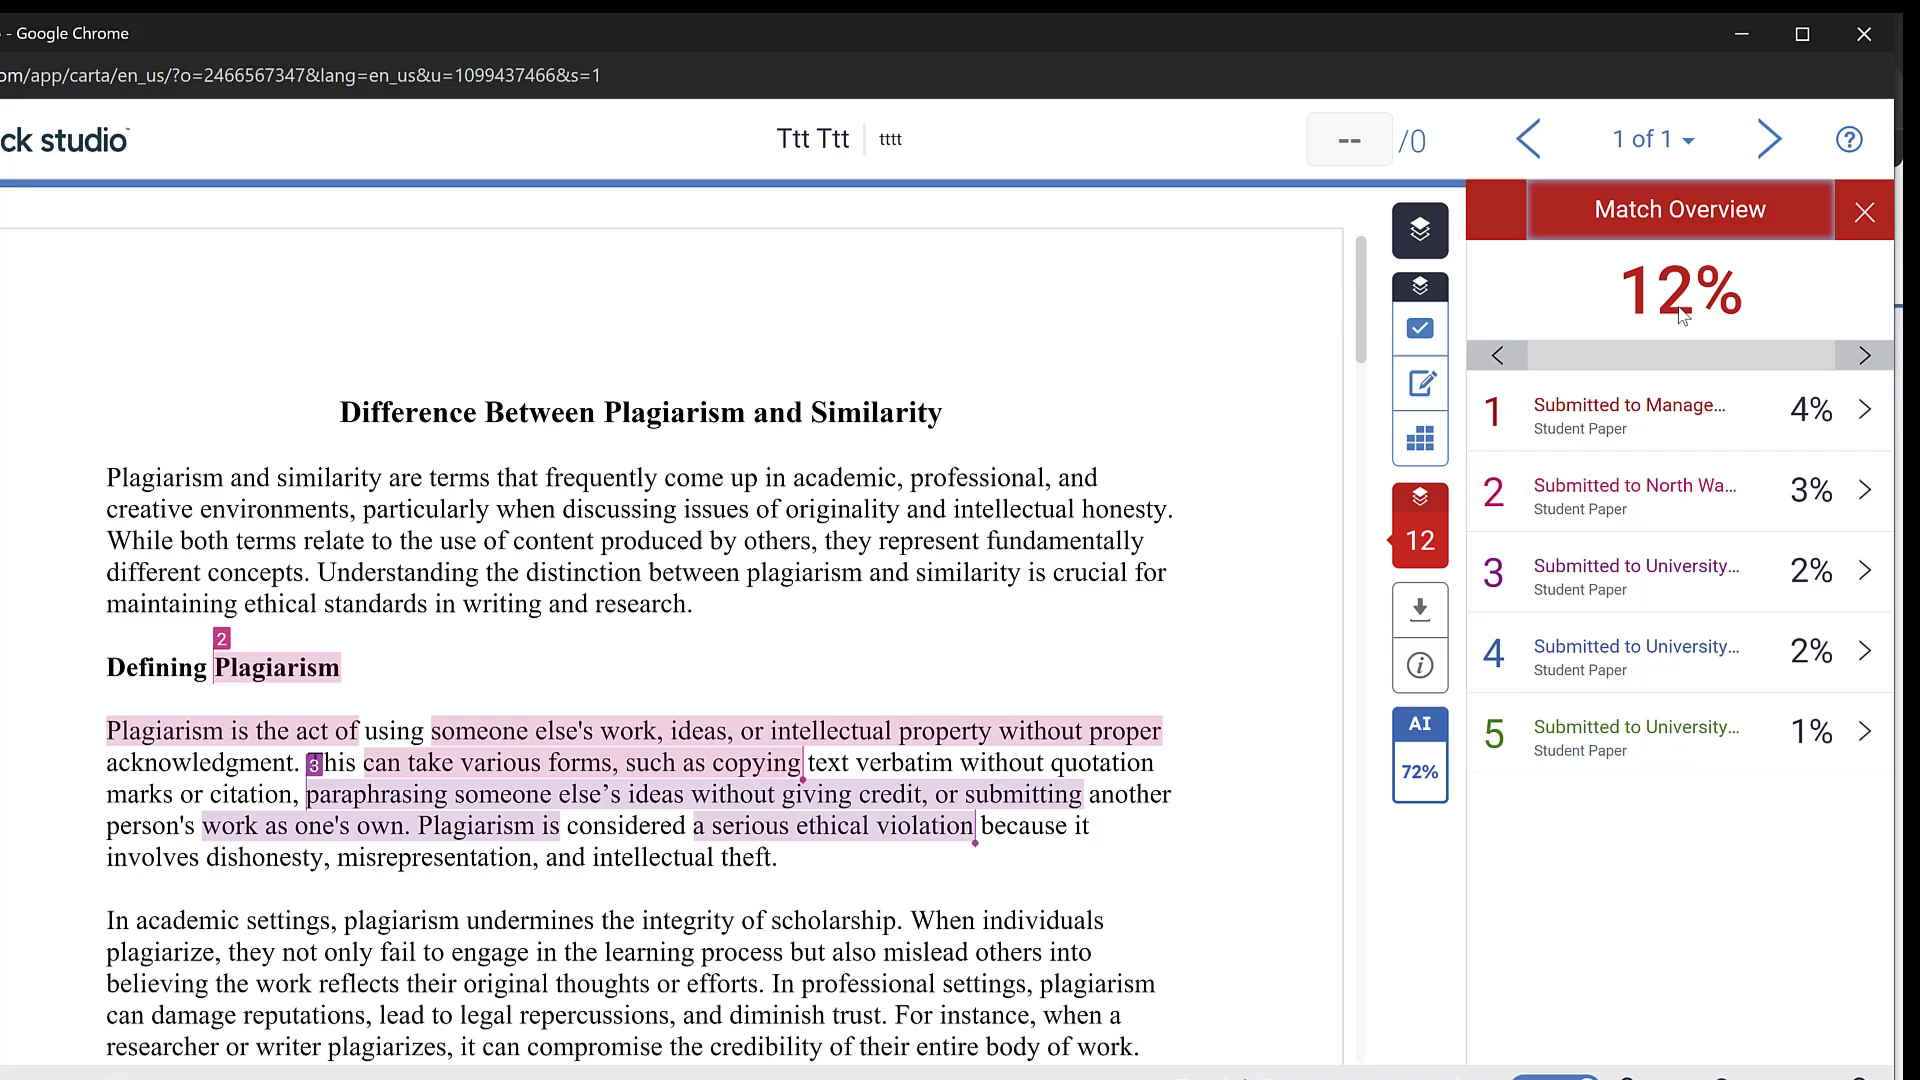 - Google Chrome
om/app/carta/en_us/?o=2466567347&lang=en_us&u=1099437466&s=1
ck studio™
Ttt Ttt
tttt
-- /0
1 of 1
?
Match Overview
12%
Difference Between Plagiarism and Similarity
Plagiarism and similarity are terms that frequently come up in academic, professional, and
creative environments, particularly when discussing issues of originality and intellectual honesty.
While both terms relate to the use of content produced by others, they represent fundamentally
different concepts. Understanding the distinction between plagiarism and similarity is crucial for
maintaining ethical standards in writing and research.
2
Defining Plagiarism
Plagiarism is the act of using someone else's work, ideas, or intellectual property without proper
acknowledgment. 3his can take various forms, such as copying text verbatim without quotation
marks or citation, paraphrasing someone else’s ideas without giving credit, or submitting another
person's work as one's own. Plagiarism is considered a serious ethical violation because it
involves dishonesty, misrepresentation, and intellectual theft.
In academic settings, plagiarism undermines the integrity of scholarship. When individuals
plagiarize, they not only fail to engage in the learning process but also mislead others into
believing the work reflects their original thoughts or efforts. In professional settings, plagiarism
can damage reputations, lead to legal repercussions, and diminish trust. For instance, when a
researcher or writer plagiarizes, it can compromise the credibility of their entire body of work.
12
i
AI
72%
1 Submitted to Manage... 4%
Student Paper
2 Submitted to North Wa... 3%
Student Paper
3 Submitted to University... 2%
Student Paper
4 Submitted to University... 2%
Student Paper
5 Submitted to University... 1%
Student Paper